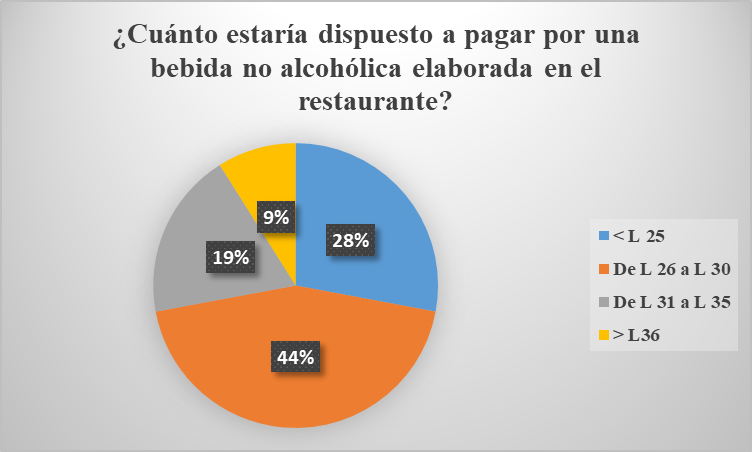 ¿Cuánto estaría dispuesto a pagar por una
bebida no alcohólica elaborada en el
restaurante?
28%
44%
19%
9%
< L 25
De L 26 a L 30
De L 31 a L 35
> L36